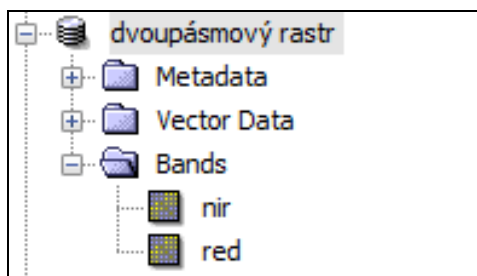 dvoupásmový rastr
Metadata
Vector Data
Bands
nir
red